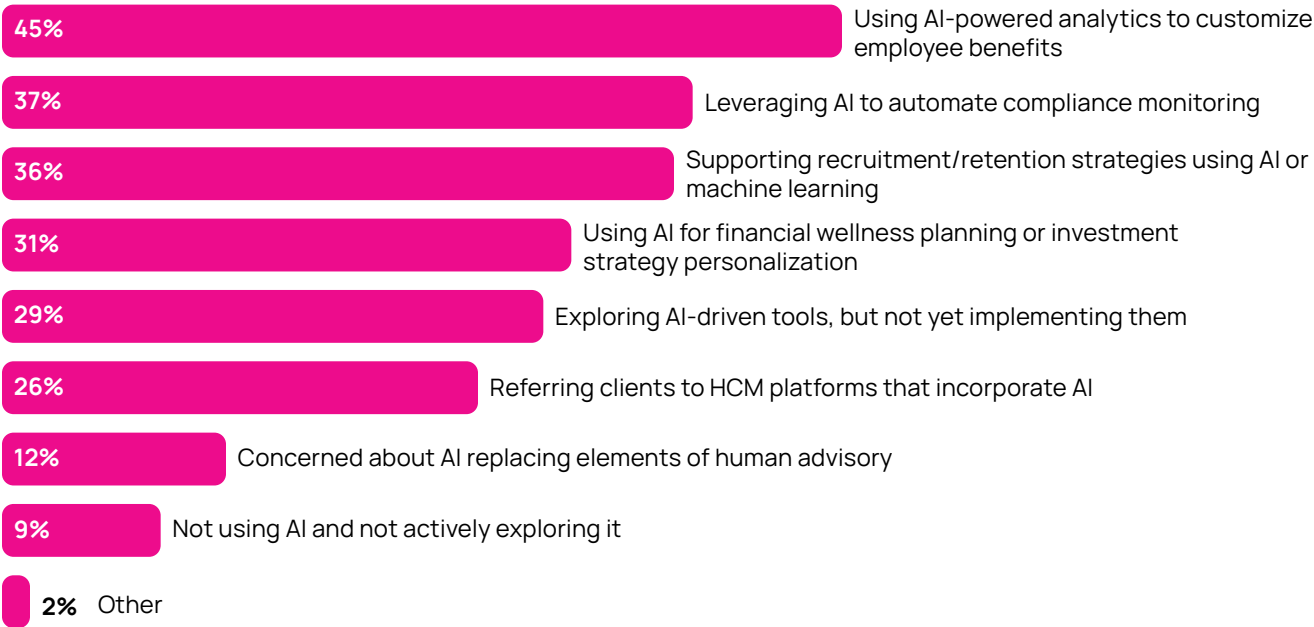 45%
Using AI-powered analytics to customize
employee benefits
37%
Leveraging AI to automate compliance monitoring
36%
Supporting recruitment/retention strategies using AI or
machine learning
31%
Using AI for financial wellness planning or investment
strategy personalization
29%
Exploring AI-driven tools, but not yet implementing them
26%
Referring clients to HCM platforms that incorporate AI
12%
Concerned about AI replacing elements of human advisory
9%
Not using AI and not actively exploring it
2% Other